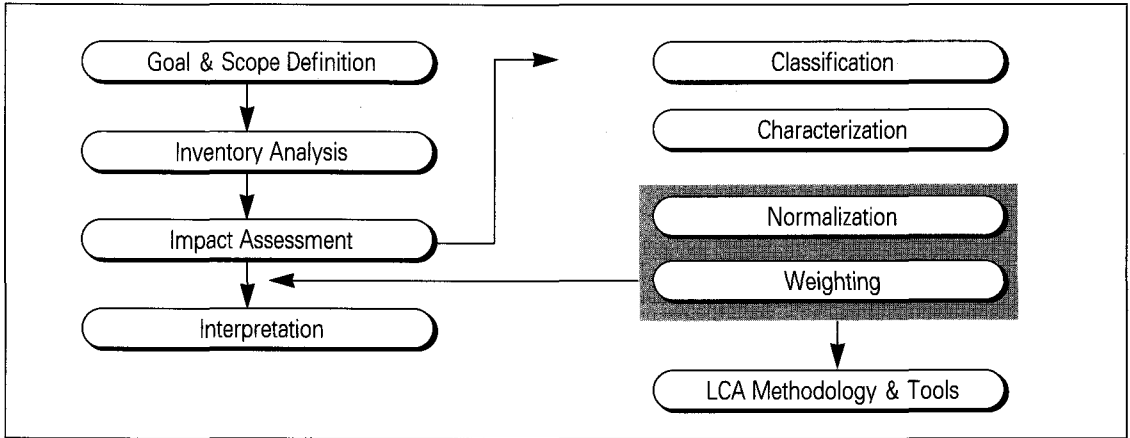 Goal & Scope Definition
Inventory Analysis
Impact Assessment
Interpretation
Classification
Characterization
Normalization
Weighting
LCA Methodology & Tools